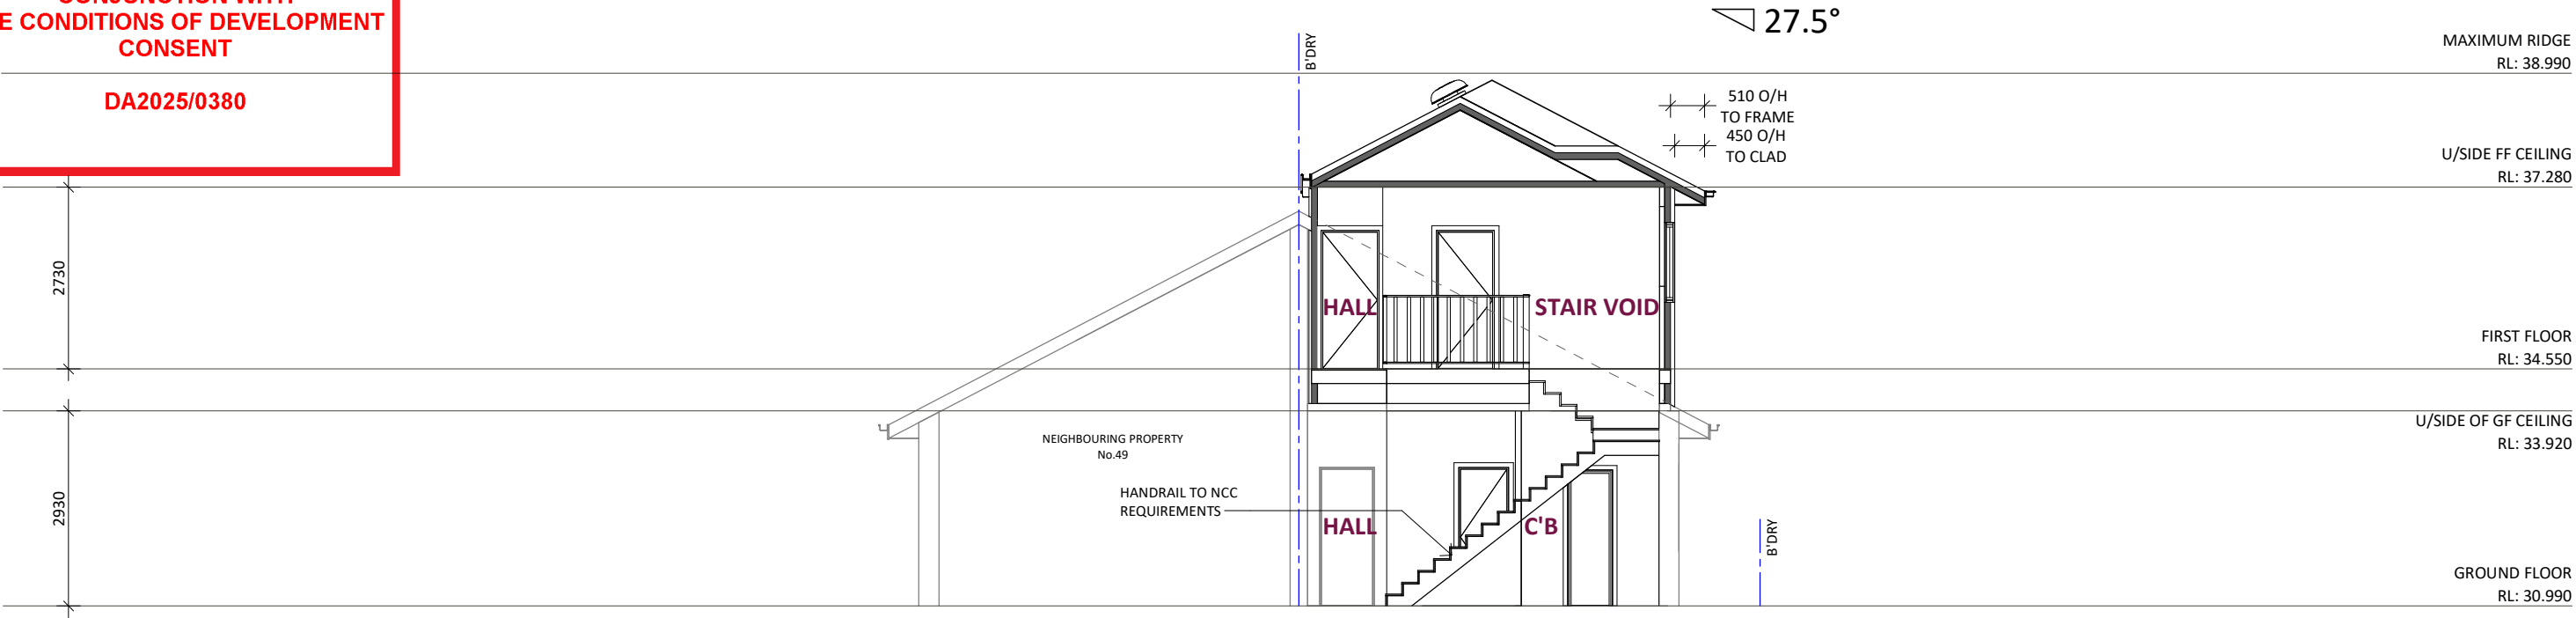 E CONDITIONS OF DEVELOPMENT
CONSENT
DA2025/0380
27.5°
B'DRY
MAXIMUM RIDGE
RL: 38.990
510 O/H
TO FRAME
450 O/H
TO CLAD
U/SIDE FF CEILING
RL: 37.280
2730
HALL
STAIR VOID
FIRST FLOOR
RL: 34.550
U/SIDE OF GF CEILING
RL: 33.920
NEIGHBOURING PROPERTY
No.49
HANDRAIL TO NCC
REQUIREMENTS
2930
HALL
C'B
B'DRY
GROUND FLOOR
RL: 30.990